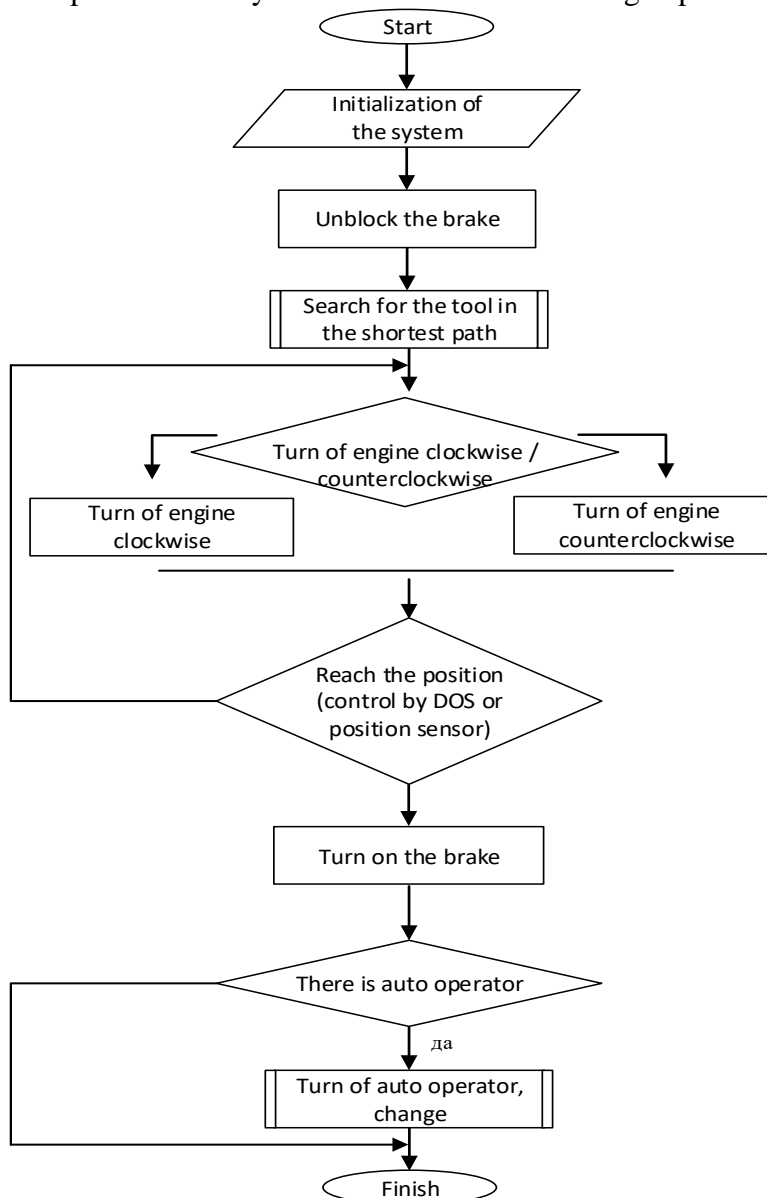 Start
Initialization of
the system
Unblock the brake
Search for the tool in
the shortest path
Turn of engine clockwise /
counterclockwise
Turn of engine
clockwise
Turn of engine
counterclockwise
Reach the position
(control by DOS or
position sensor)
Turn on the brake
There is auto operator
да
Turn of auto operator,
change
Finish